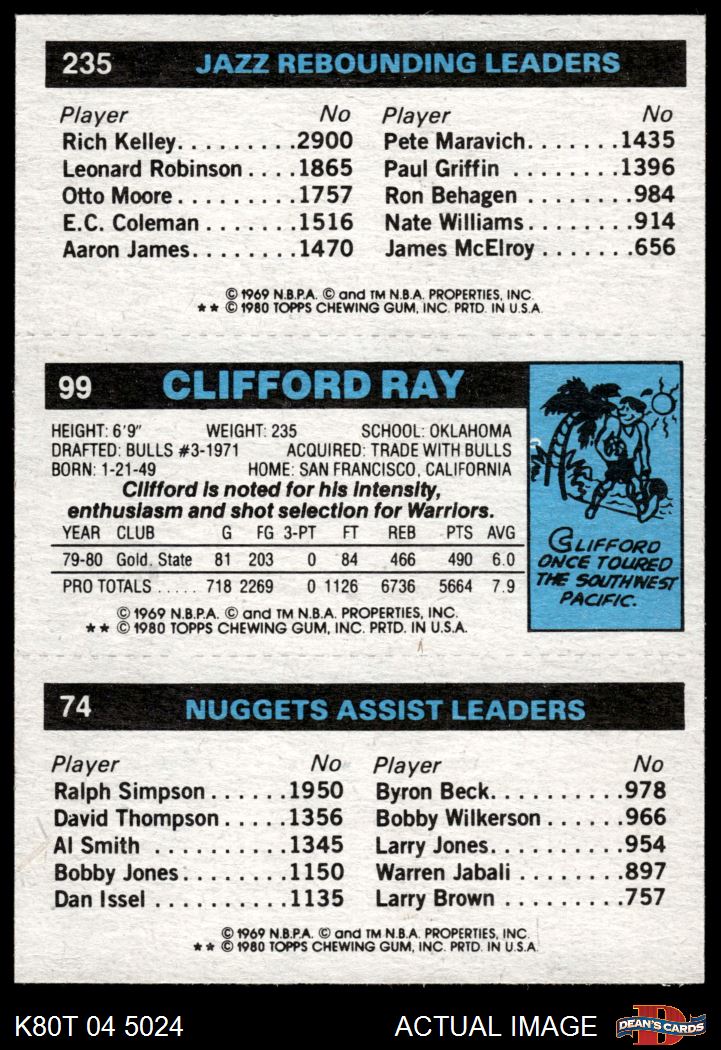 235 JAZZ REBOUNDING LEADERS
Player No Player No
Rich Kelley.........2900 Pete Maravich.......1435
Leonard Robinson....1865 Paul Griffin ........1396
Otto Moore.........1757 Ron Behagen ........984
E.C. Coleman .......1516 Nate Williams.......914
Aaron James........1470 James McElroy .......656
© 1969 N.B.P.A. © and TM N.B.A. PROPERTIES, INC.
★★ © 1980 TOPPS CHEWING GUM, INC. PRTD. IN U.S.A.
99 CLIFFORD RAY
HEIGHT: 6'9" WEIGHT: 235 SCHOOL: OKLAHOMA
DRAFTED: BULLS #3-1971 ACQUIRED: TRADE WITH BULLS
BORN: 1-21-49 HOME: SAN FRANCISCO, CALIFORNIA
Clifford is noted for his intensity,
enthusiasm and shot selection for Warriors.
YEAR CLUB G FG 3-PT FT REB PTS AVG
79-80 Gold. State 81 203 0 84 466 490 6.0
PRO TOTALS ..... 718 2269 0 1126 6736 5664 7.9
© 1969 N.B.P.A. © and TM N.B.A. PROPERTIES, INC.
★★ © 1980 TOPPS CHEWING GUM, INC. PRTD. IN U.S.A.
CLIFFORD
ONCE TOURED
THE SOUTHWEST
PACIFIC.
74 NUGGETS ASSIST LEADERS
Player No Player No
Ralph Simpson......1950 Byron Beck..........978
David Thompson.....1356 Bobby Wilkerson......966
Al Smith ..........1345 Larry Jones..........954
Bobby Jones........1150 Warren Jabali ........897
Dan Issel ..........1135 Larry Brown .........757
© 1969 N.B.P.A. © and TM N.B.A. PROPERTIES, INC.
★★ © 1980 TOPPS CHEWING GUM, INC. PRTD. IN U.S.A.
K80T 04 5024 ACTUAL IMAGE D DEAN'S CARDS